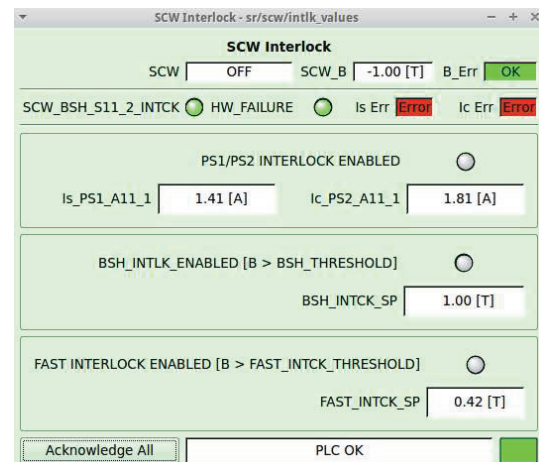 SCW Interlock - sr/scw/intlk_values
SCW Interlock
SCW OFF SCW_B -1.00 [T] B_Err OK
SCW_BSH_S11_2_INTCK HW_FAILURE Is Err Error Ic Err Error
PS1/PS2 INTERLOCK ENABLED
Is_PS1_A11_1 1.41 [A] Ic_PS2_A11_1 1.81 [A]
BSH_INTLK_ENABLED [B > BSH_THRESHOLD]
BSH_INTCK_SP 1.00 [T]
FAST INTERLOCK ENABLED [B > FAST_INTCK_THRESHOLD]
FAST_INTCK_SP 0.42 [T]
Acknowledge All PLC OK